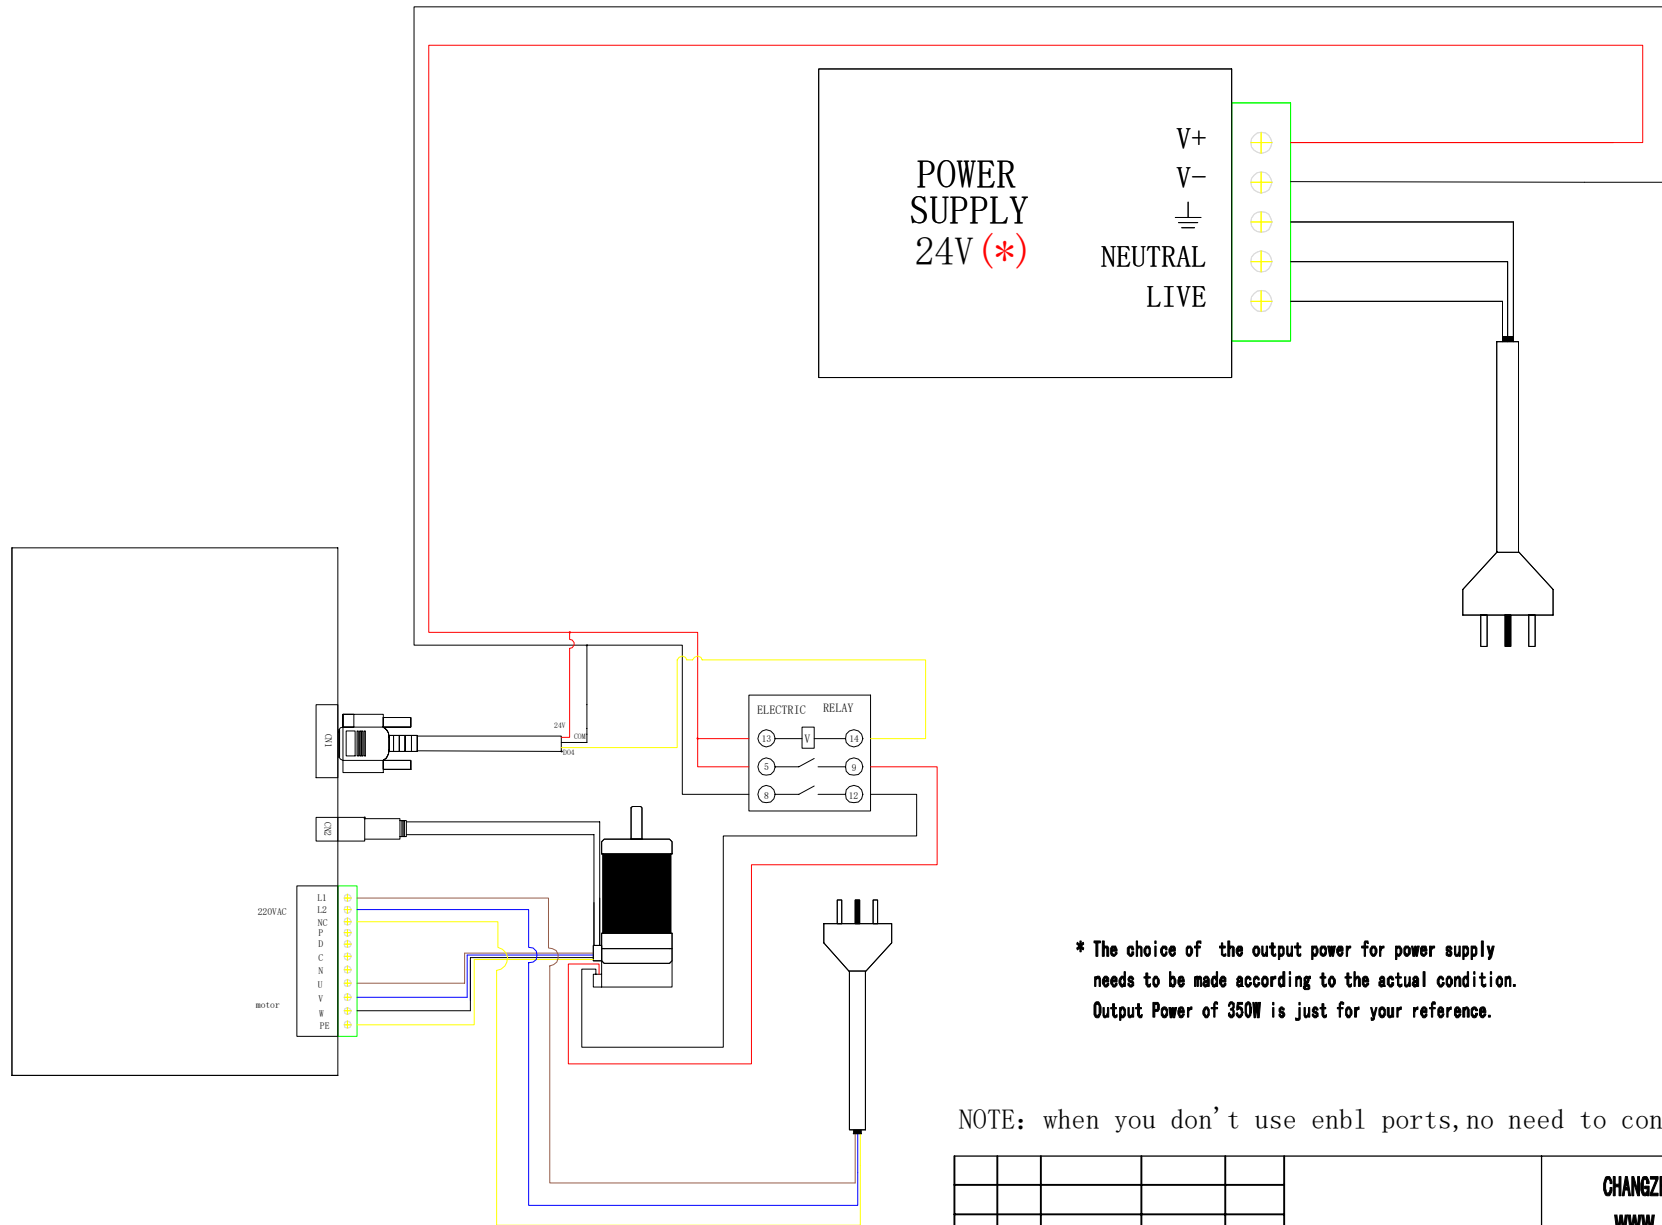 V+
V-
POWER
SUPPLY
24V(*)
NEUTRAL
LIVE
24V
COM
DO4
CN1
ELECTRIC RELAY
13 V 14
5 9
8 12
CN2
220VAC
L1
L2
NC
P
D
C
N
U
V
W
PE
motor
* The choice of the output power for power supply
needs to be made according to the actual condition.
Output Power of 350W is just for your reference.
NOTE: when you don't use enbl ports,no need to con
CHANGZ
WWW